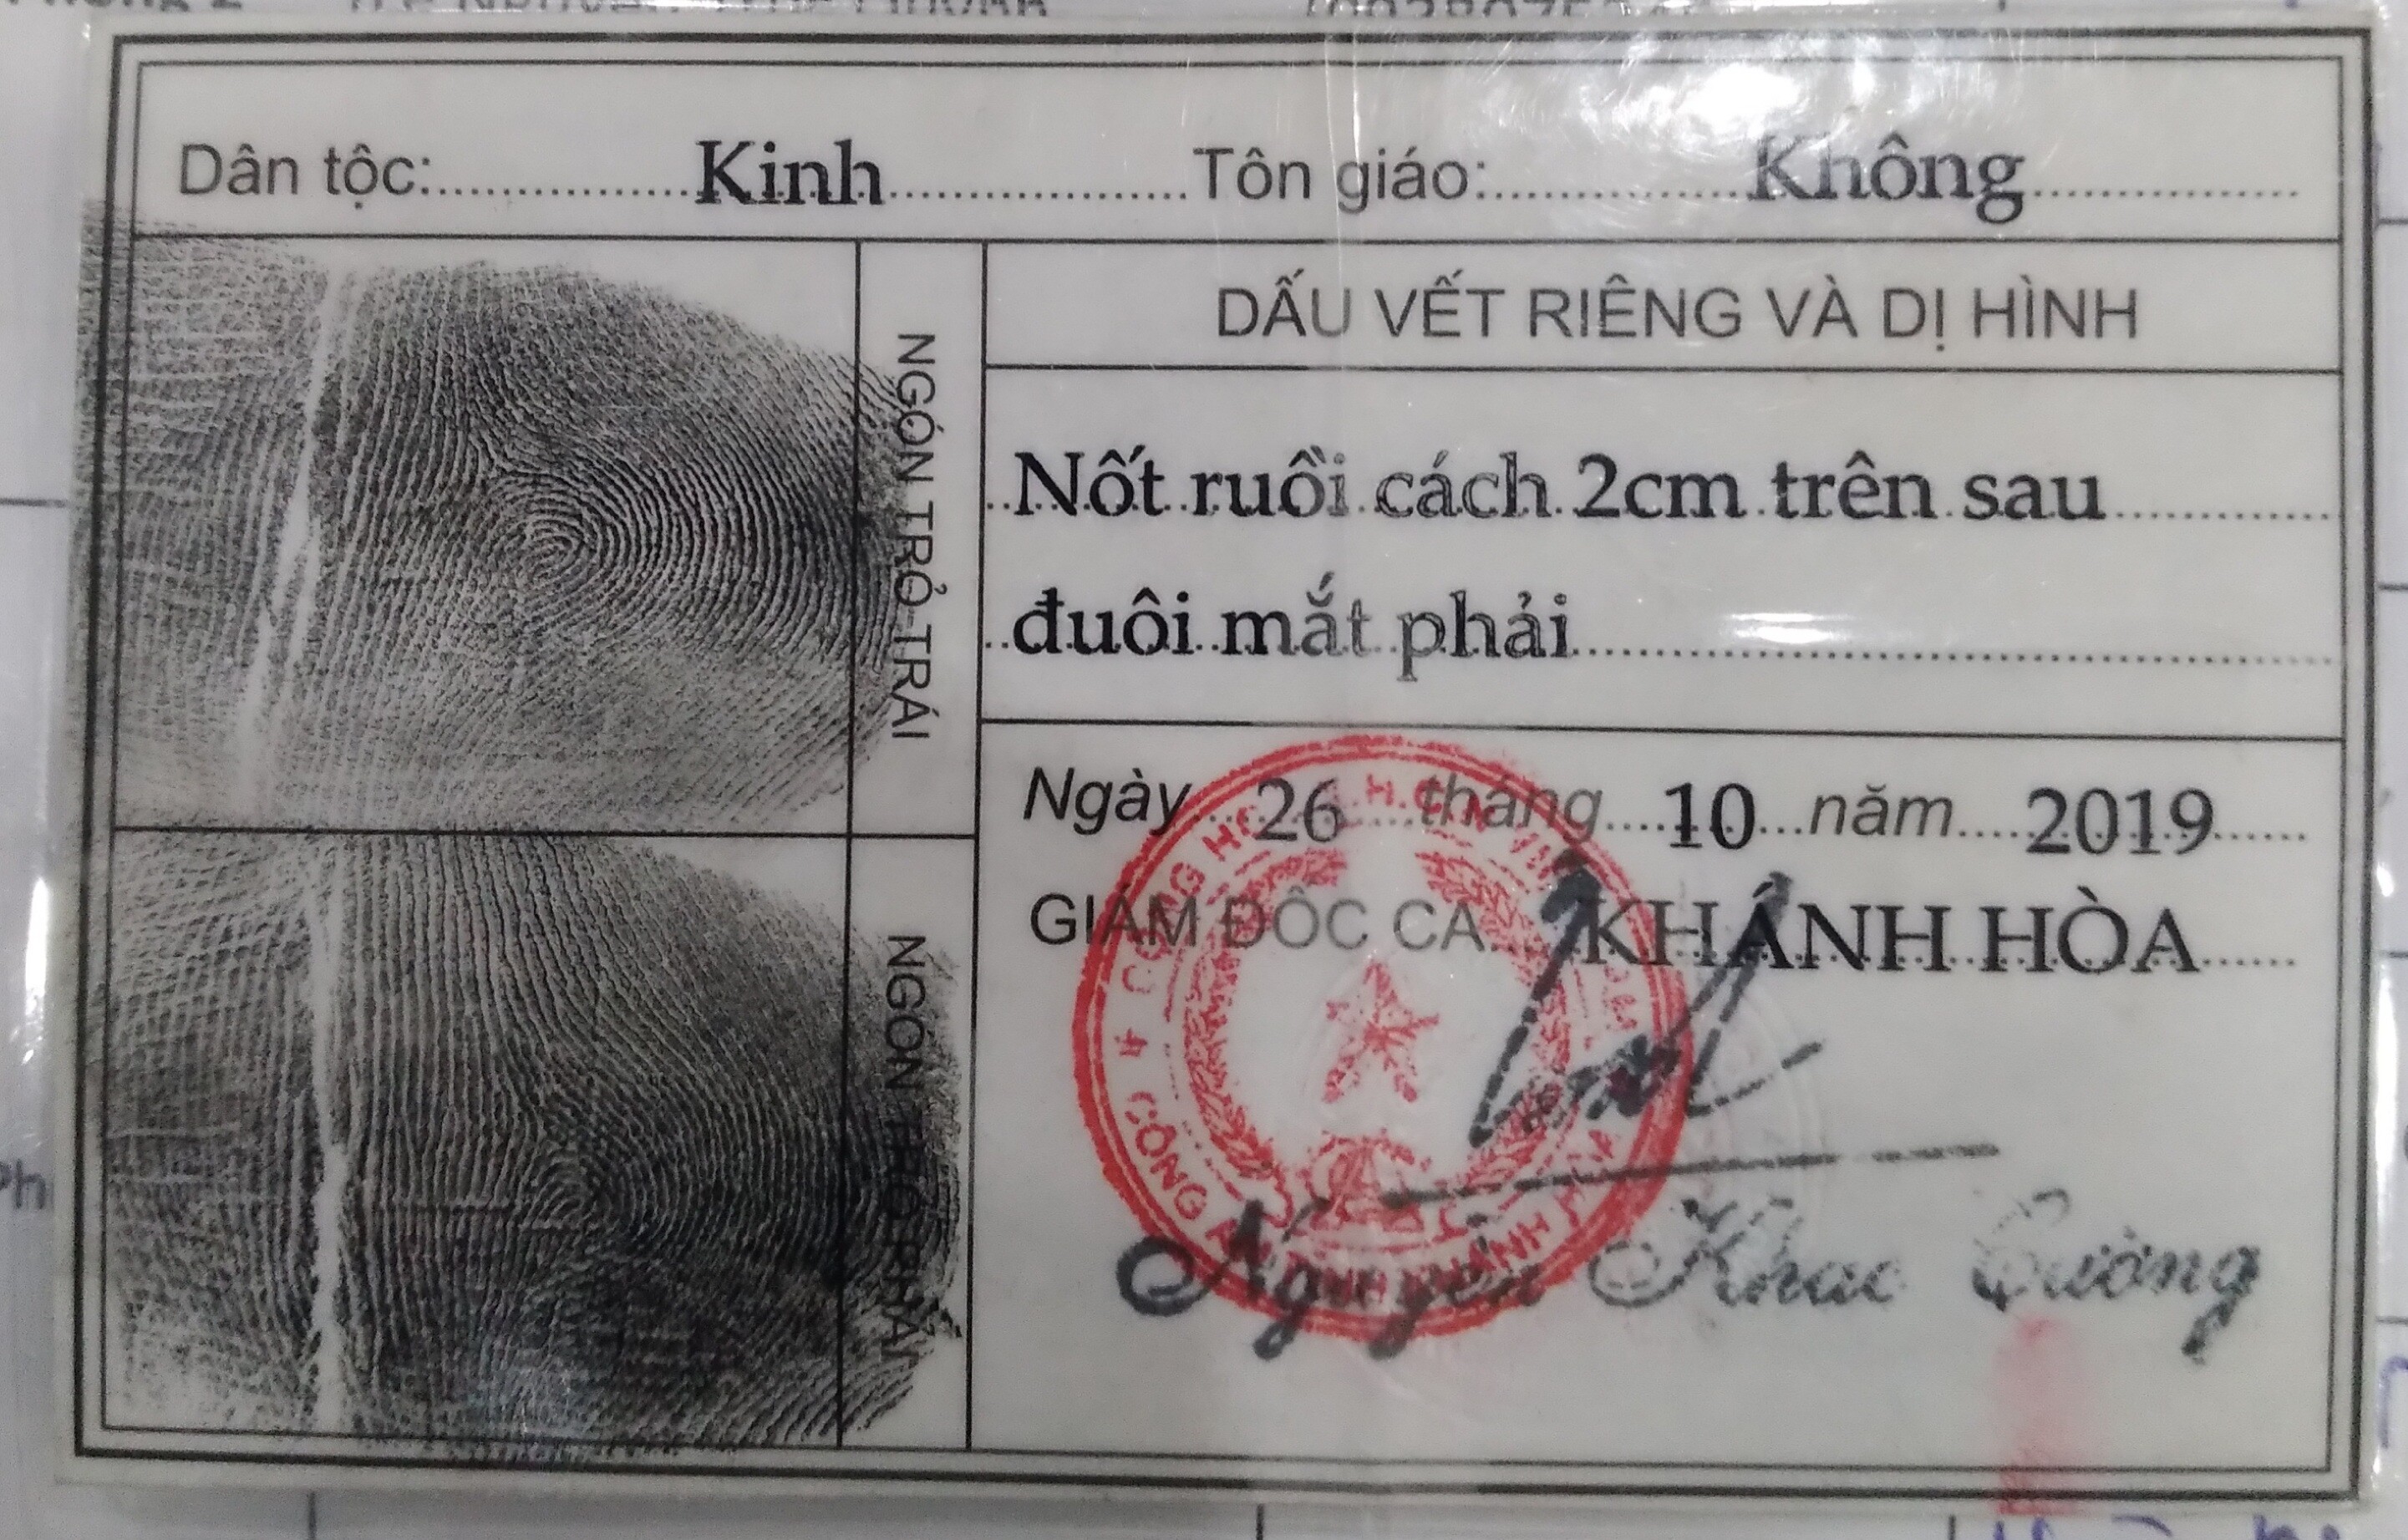 Dân tộc: Kinh Tôn giáo: Không
NGÓN TRỎ TRÁI
NGÓN TRỎ PHẢI
DẤU VẾT RIÊNG VÀ DỊ HÌNH
Nốt ruồi cách 2cm trên sau
đuôi mắt phải
Ngày 26 tháng 10 năm 2019
GIÁM ĐỐC CA KHÁNH HÒA
Nguyễn Khắc Cường